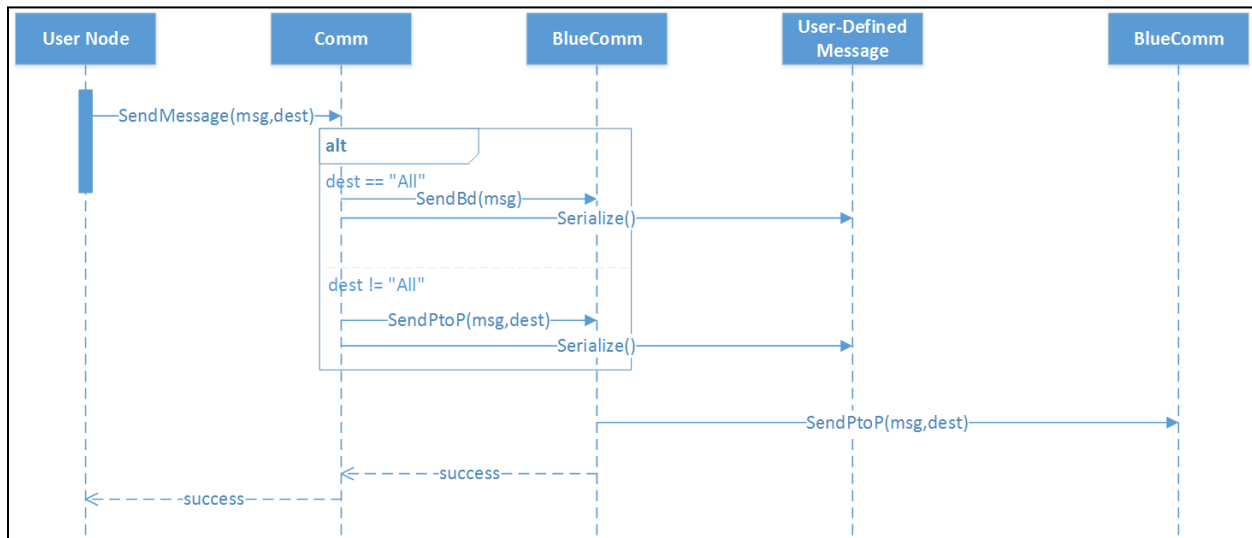 User Node
Comm
BlueComm
User-Defined
Message
BlueComm
SendMessage(msg,dest)
alt
dest == "All"
SendBd(msg)
Serialize()
dest != "All"
SendPtoP(msg,dest)
Serialize()
SendPtoP(msg,dest)
success
success